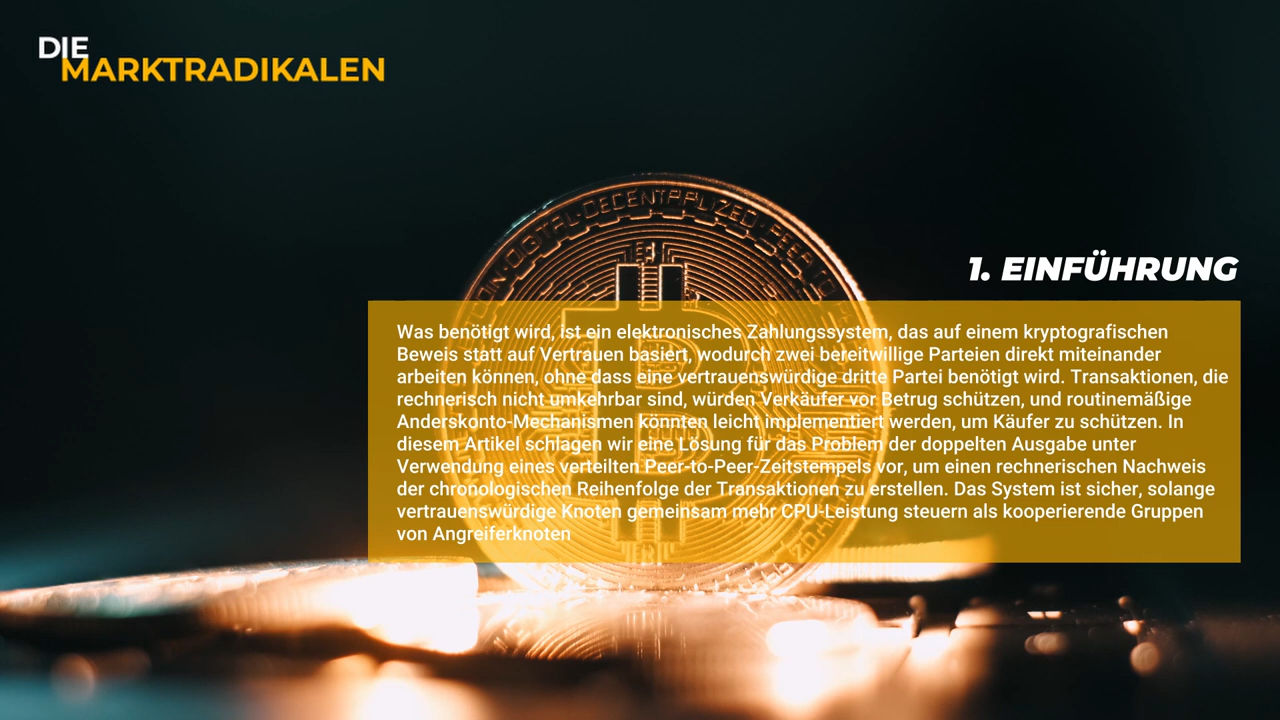 DIE
MARKTRADIKALEN
COIN·DIGITAL·DECENTRALIZED·PEER TO
1. EINFÜHRUNG
Was benötigt wird, ist ein elektronisches Zahlungssystem, das auf einem kryptografischen
Beweis statt auf Vertrauen basiert, wodurch zwei bereitwillige Parteien direkt miteinander
arbeiten können, ohne dass eine vertrauenswürdige dritte Partei benötigt wird. Transaktionen, die
rechnerisch nicht umkehrbar sind, würden Verkäufer vor Betrug schützen, und routinemäßige
Anderskonto-Mechanismen könnten leicht implementiert werden, um Käufer zu schützen. In
diesem Artikel schlagen wir eine Lösung für das Problem der doppelten Ausgabe unter
Verwendung eines verteilten Peer-to-Peer-Zeitstempels vor, um einen rechnerischen Nachweis
der chronologischen Reihenfolge der Transaktionen zu erstellen. Das System ist sicher, solange
vertrauenswürdige Knoten gemeinsam mehr CPU-Leistung steuern als kooperierende Gruppen
von Angreiferknoten